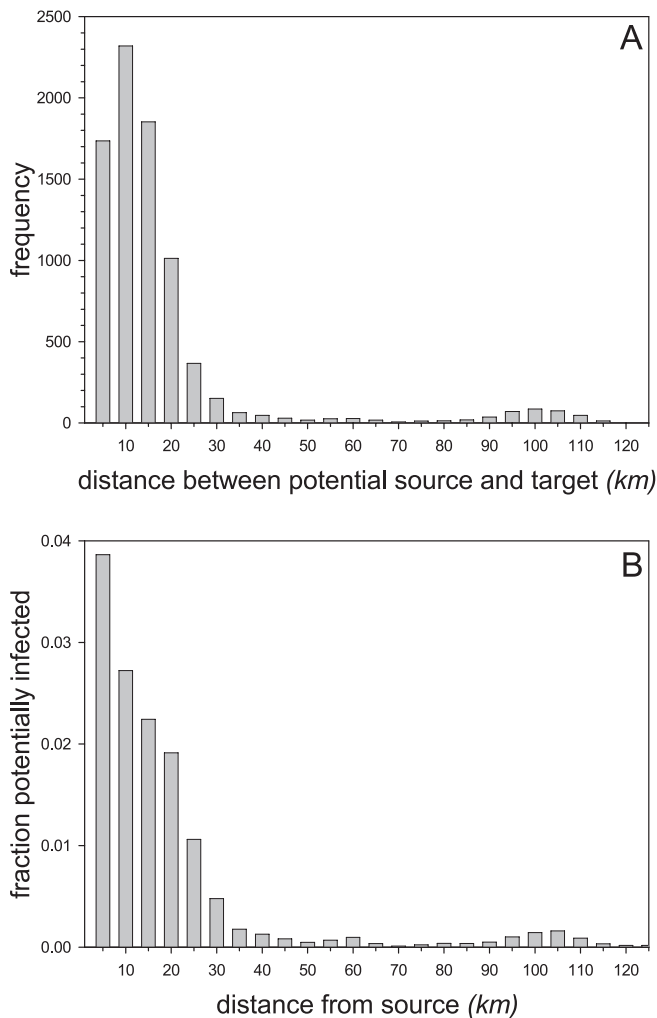 A
2500
2000
1500
1000
500
0
frequency
10 20 30 40 50 60 70 80 90 100 110 120
distance between potential source and target (km)
B
0.04
0.03
0.02
0.01
0.00
fraction potentially infected
10 20 30 40 50 60 70 80 90 100 110 120
distance from source (km)